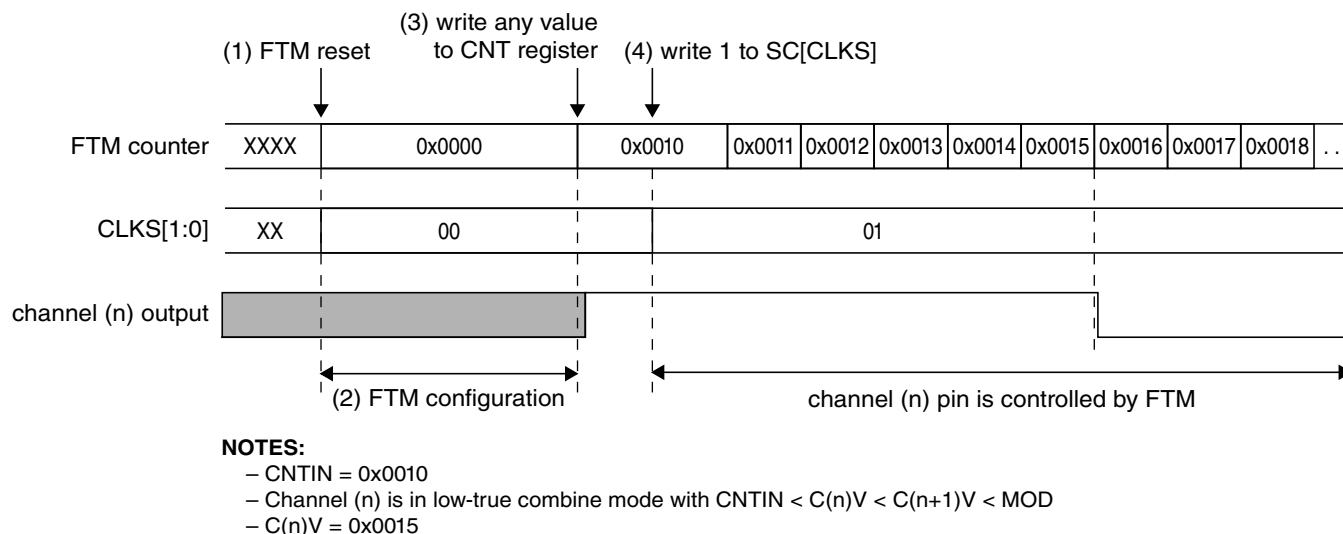 (3) write any value
(1) FTM reset to CNT register (4) write 1 to SC[CLKS]
FTM counter XXXX 0x0000 0x0010 0x0011 0x0012 0x0013 0x0014 0x0015 0x0016 0x0017 0x0018 . .
CLKS[1:0] XX 00 01
channel (n) output
(2) FTM configuration channel (n) pin is controlled by FTM
NOTES:
– CNTIN = 0x0010
– Channel (n) is in low-true combine mode with CNTIN < C(n)V < C(n+1)V < MOD
– C(n)V = 0x0015